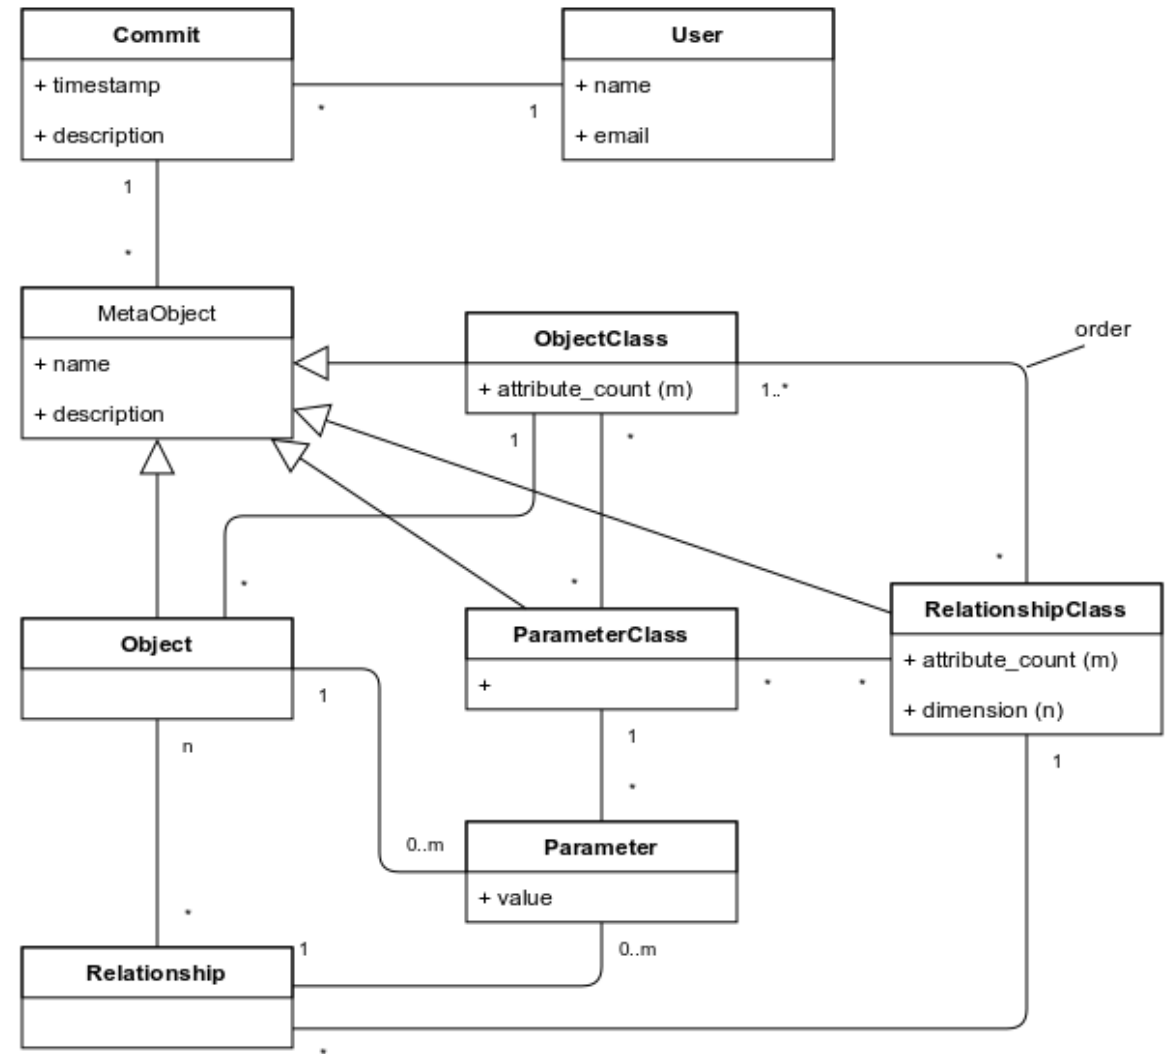 Commit
+ timestamp
+ description
User
+ name
+ email
*
1
1
*
MetaObject
+ name
+ description
ObjectClass
+ attribute_count (m)
order
1..*
1
*
*
*
*
Object
ParameterClass
+
RelationshipClass
+ attribute_count (m)
+ dimension (n)
1
*
*
n
1
1
*
0..m
Parameter
+ value
*
1
0..m
Relationship
*